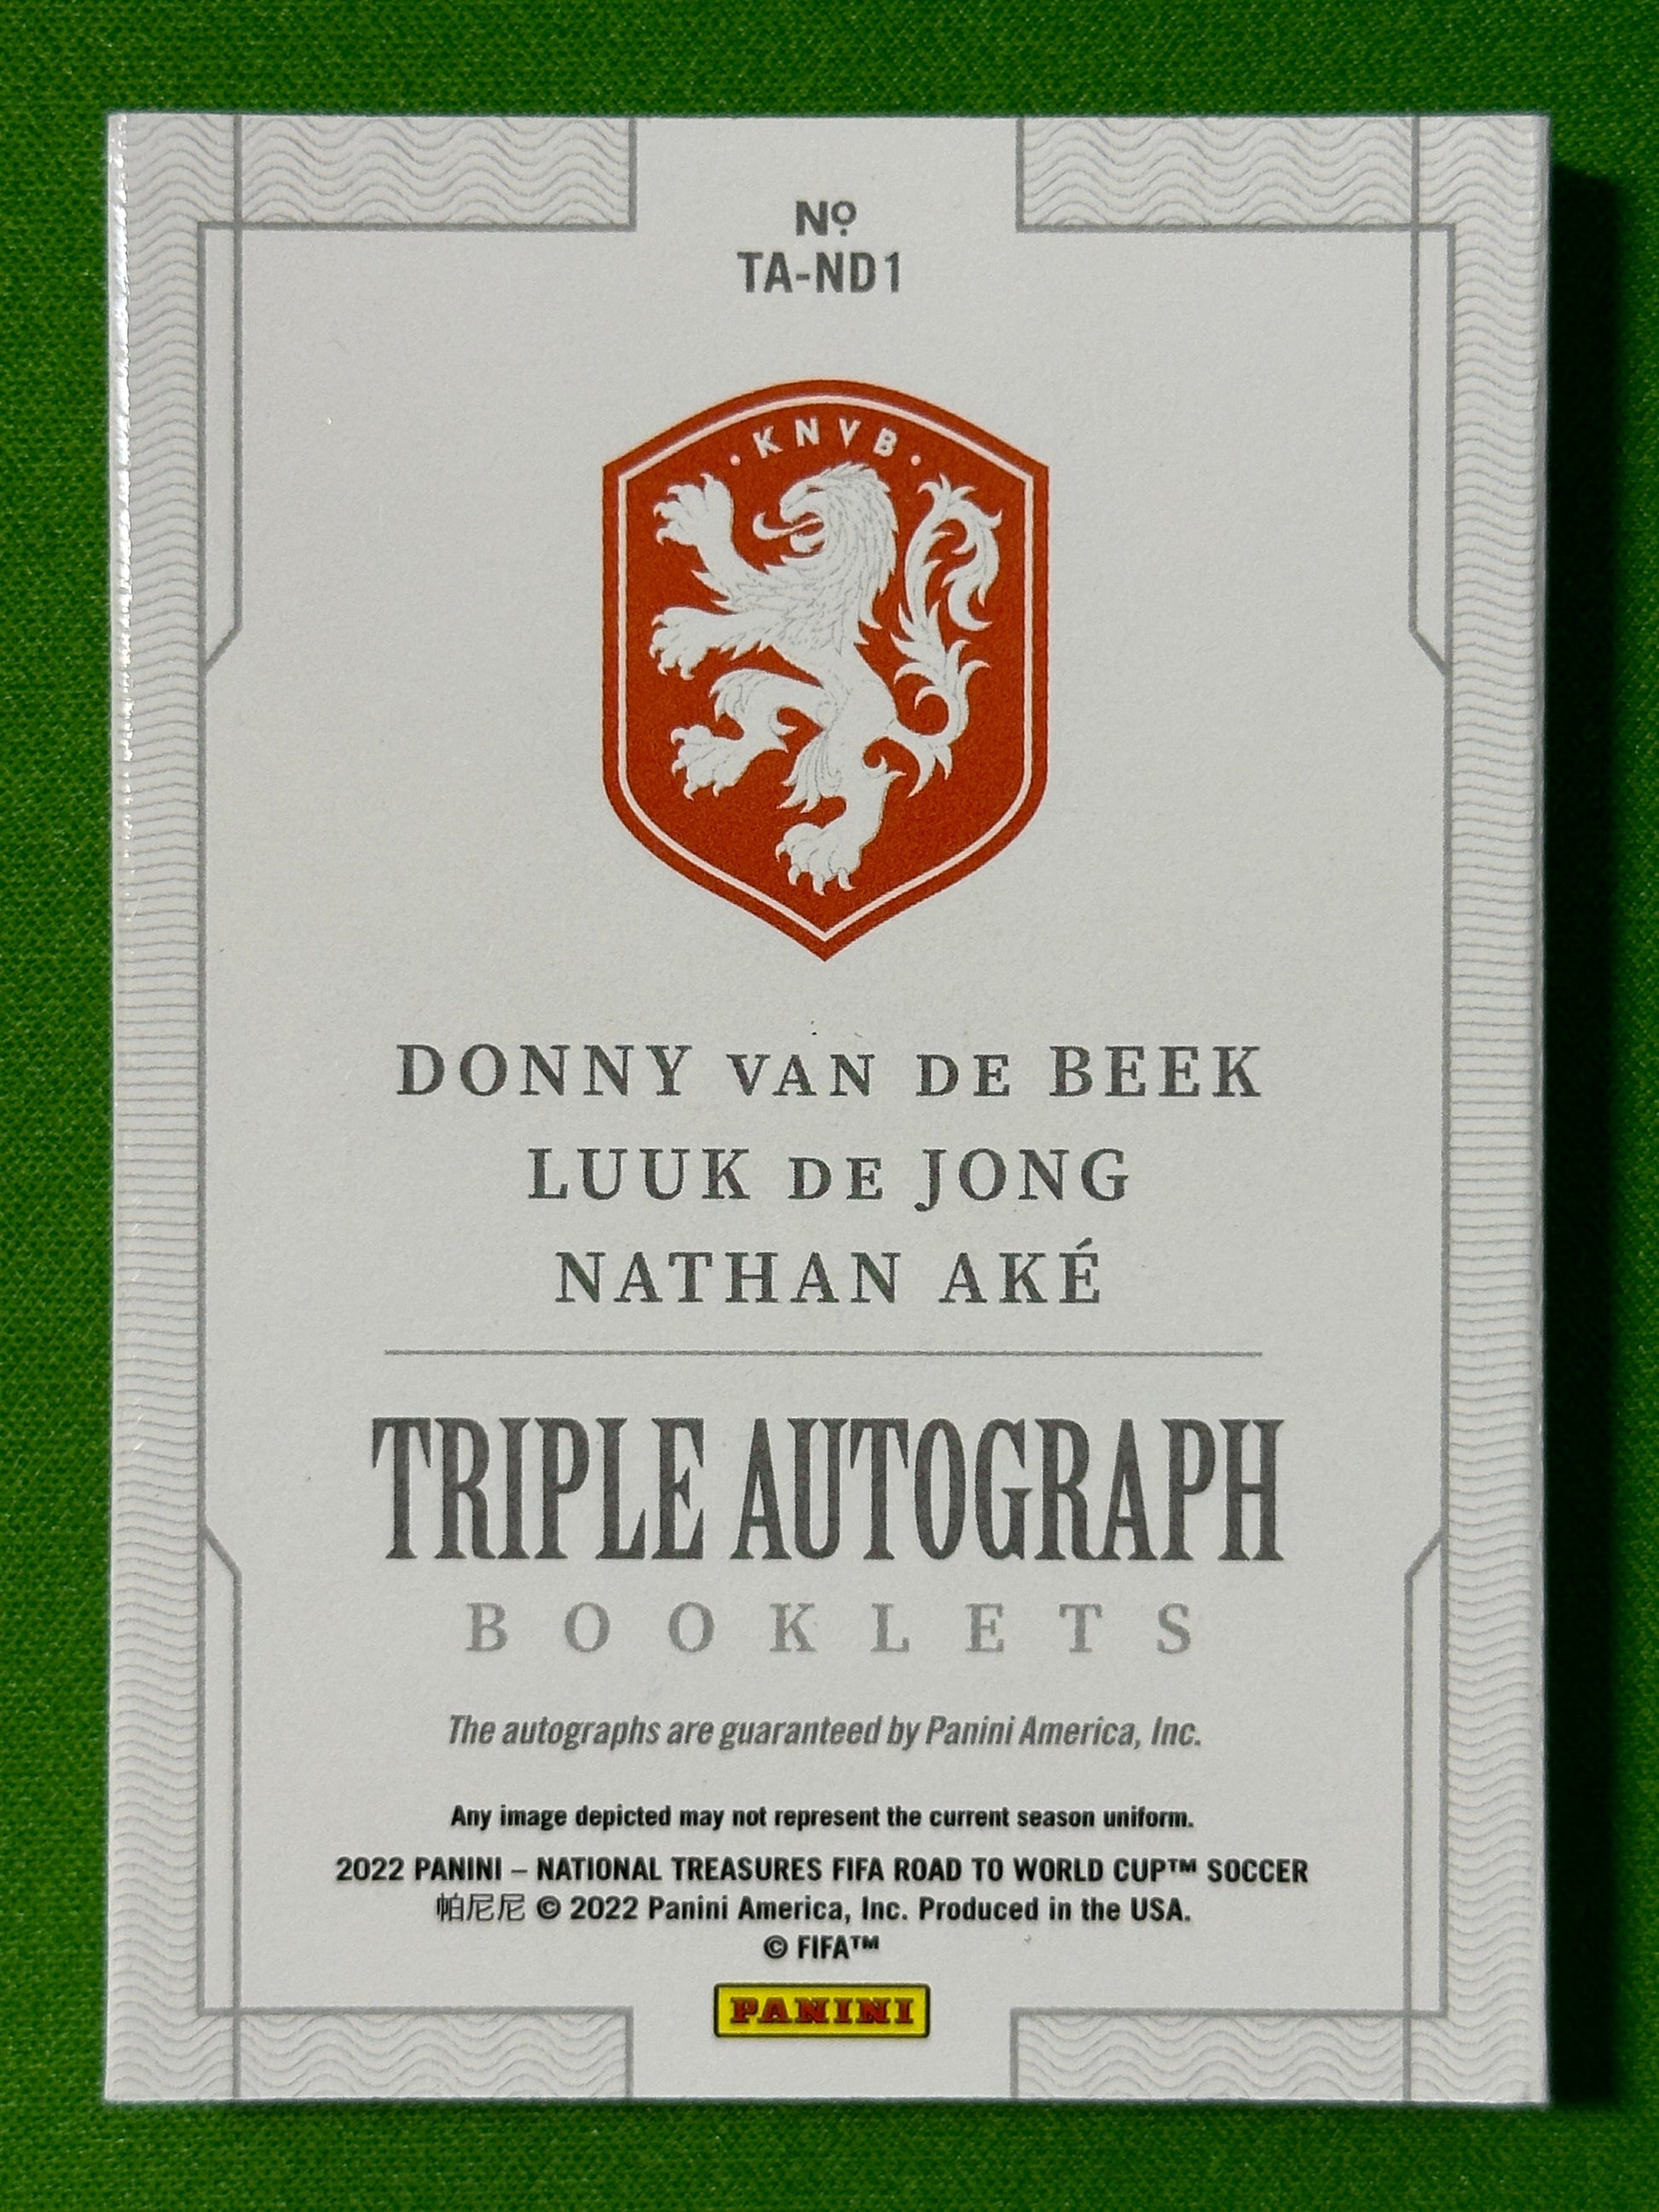 Nº
TA-ND1
• KNVB •
DONNY VAN DE BEEK
LUUK DE JONG
NATHAN AKÉ
TRIPLE AUTOGRAPH
BOOKLETS
The autographs are guaranteed by Panini America, Inc.
Any image depicted may not represent the current season uniform.
2022 PANINI – NATIONAL TREASURES FIFA ROAD TO WORLD CUP™ SOCCER
帕尼尼 © 2022 Panini America, Inc. Produced in the USA.
© FIFA™
PANINI